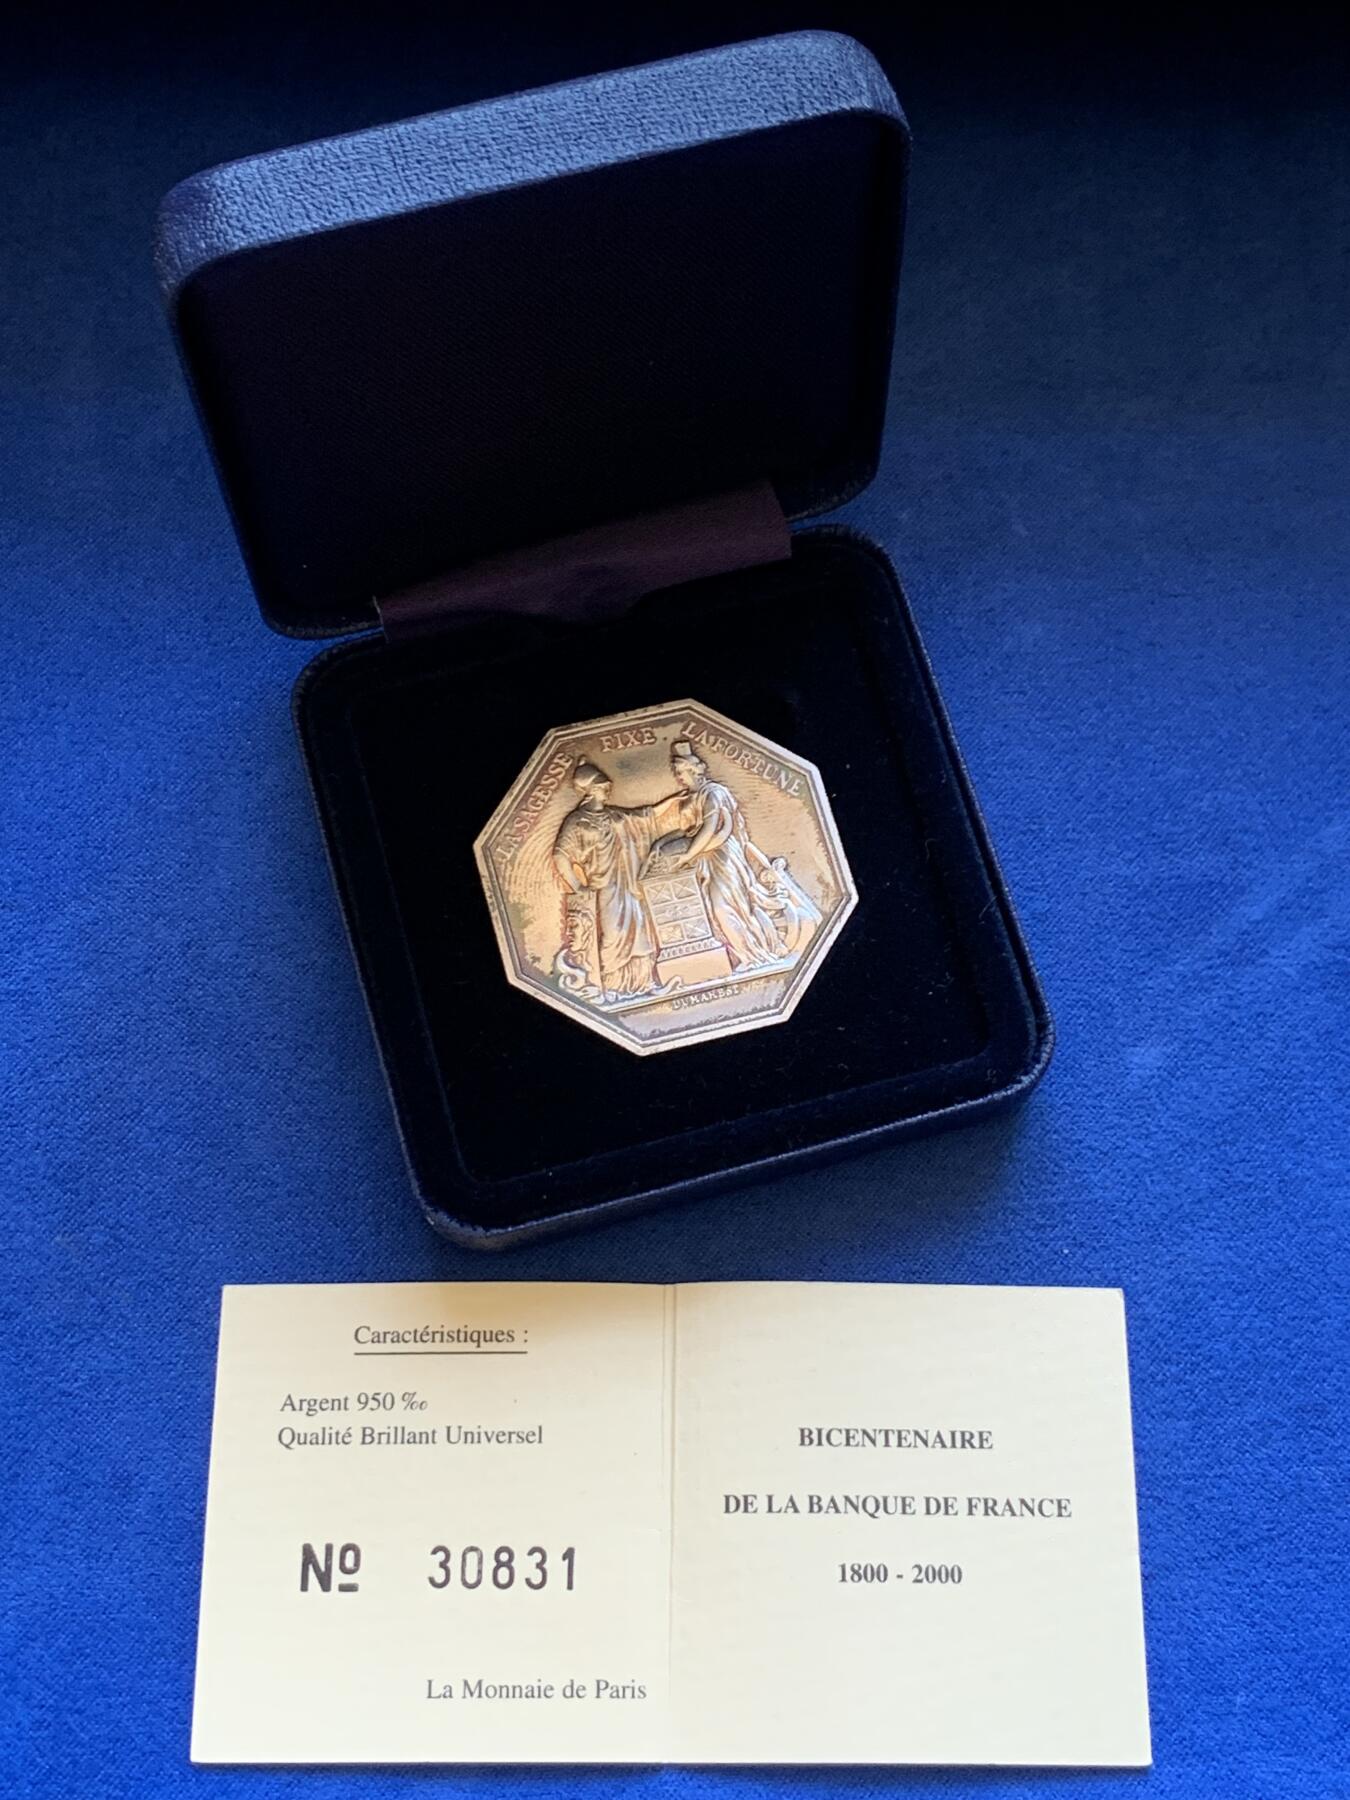 LA SAGESSE FIXE LA FORTUNE
DUMAREST
Caractéristiques :
Argent 950 ‰
Qualité Brillant Universel
Nº 30831
La Monnaie de Paris
BICENTENAIRE
DE LA BANQUE DE FRANCE
1800 - 2000